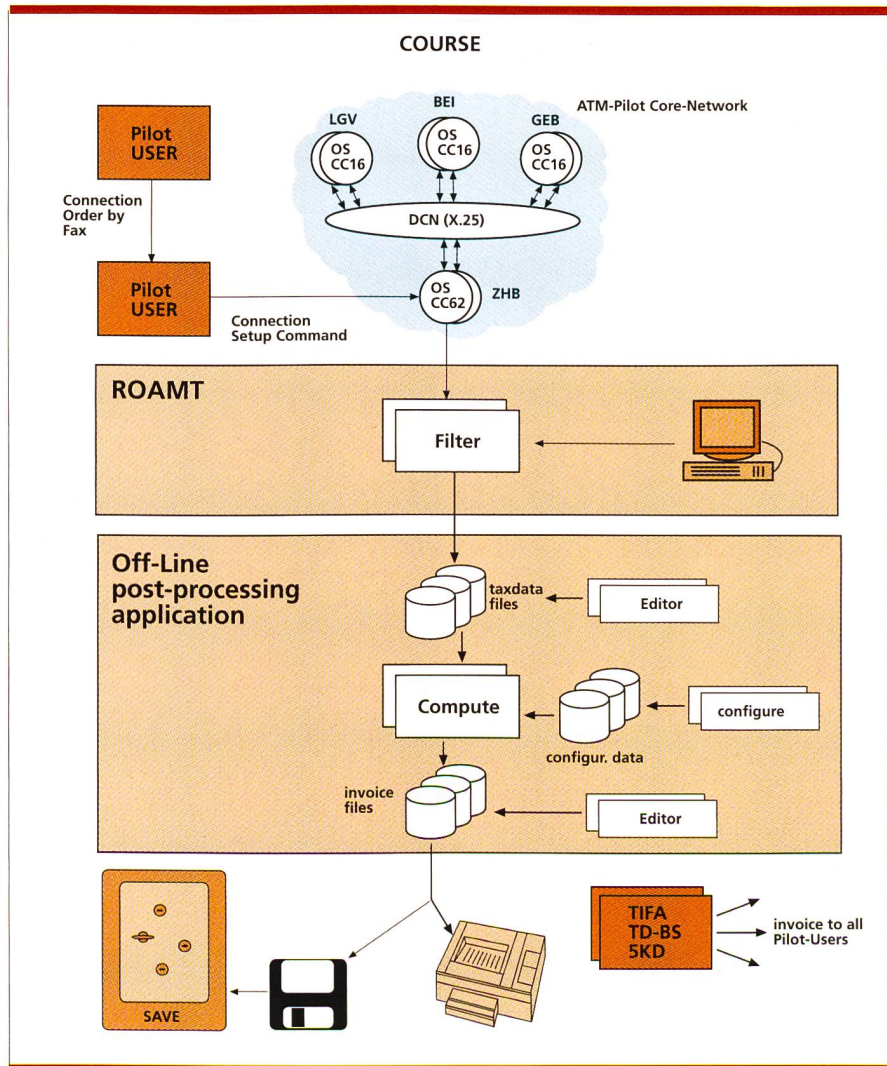 COURSE
ATM-Pilot Core-Network
BEI
LGV
GEB
OS
CC16
OS
CC16
OS
CC16
Pilot
USER
Connection
Order by
Fax
DCN (X.25)
Pilot
USER
OS
CC62
ZHB
Connection
Setup Command
ROAMT
Filter
Off-Line
post-processing
application
taxdata
files
Editor
Compute
configure
configur. data
invoice
files
Editor
TIFA
TD-BS
5KD
invoice to all
Pilot-Users
SAVE